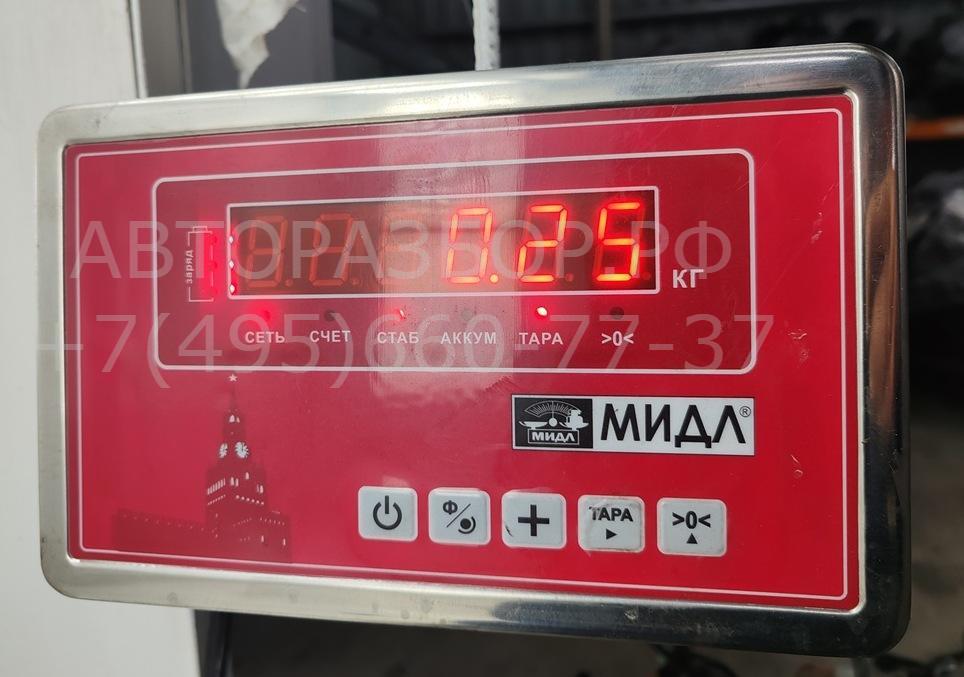 АВТОРАЗБОР.РФ
+7(495)660-77-37
заряд
0.25
КГ
СЕТЬ СЧЕТ СТАБ АККУМ ТАРА >0<
МИДЛ
МИДЛ®
Ф
+
ТАРА
>0<